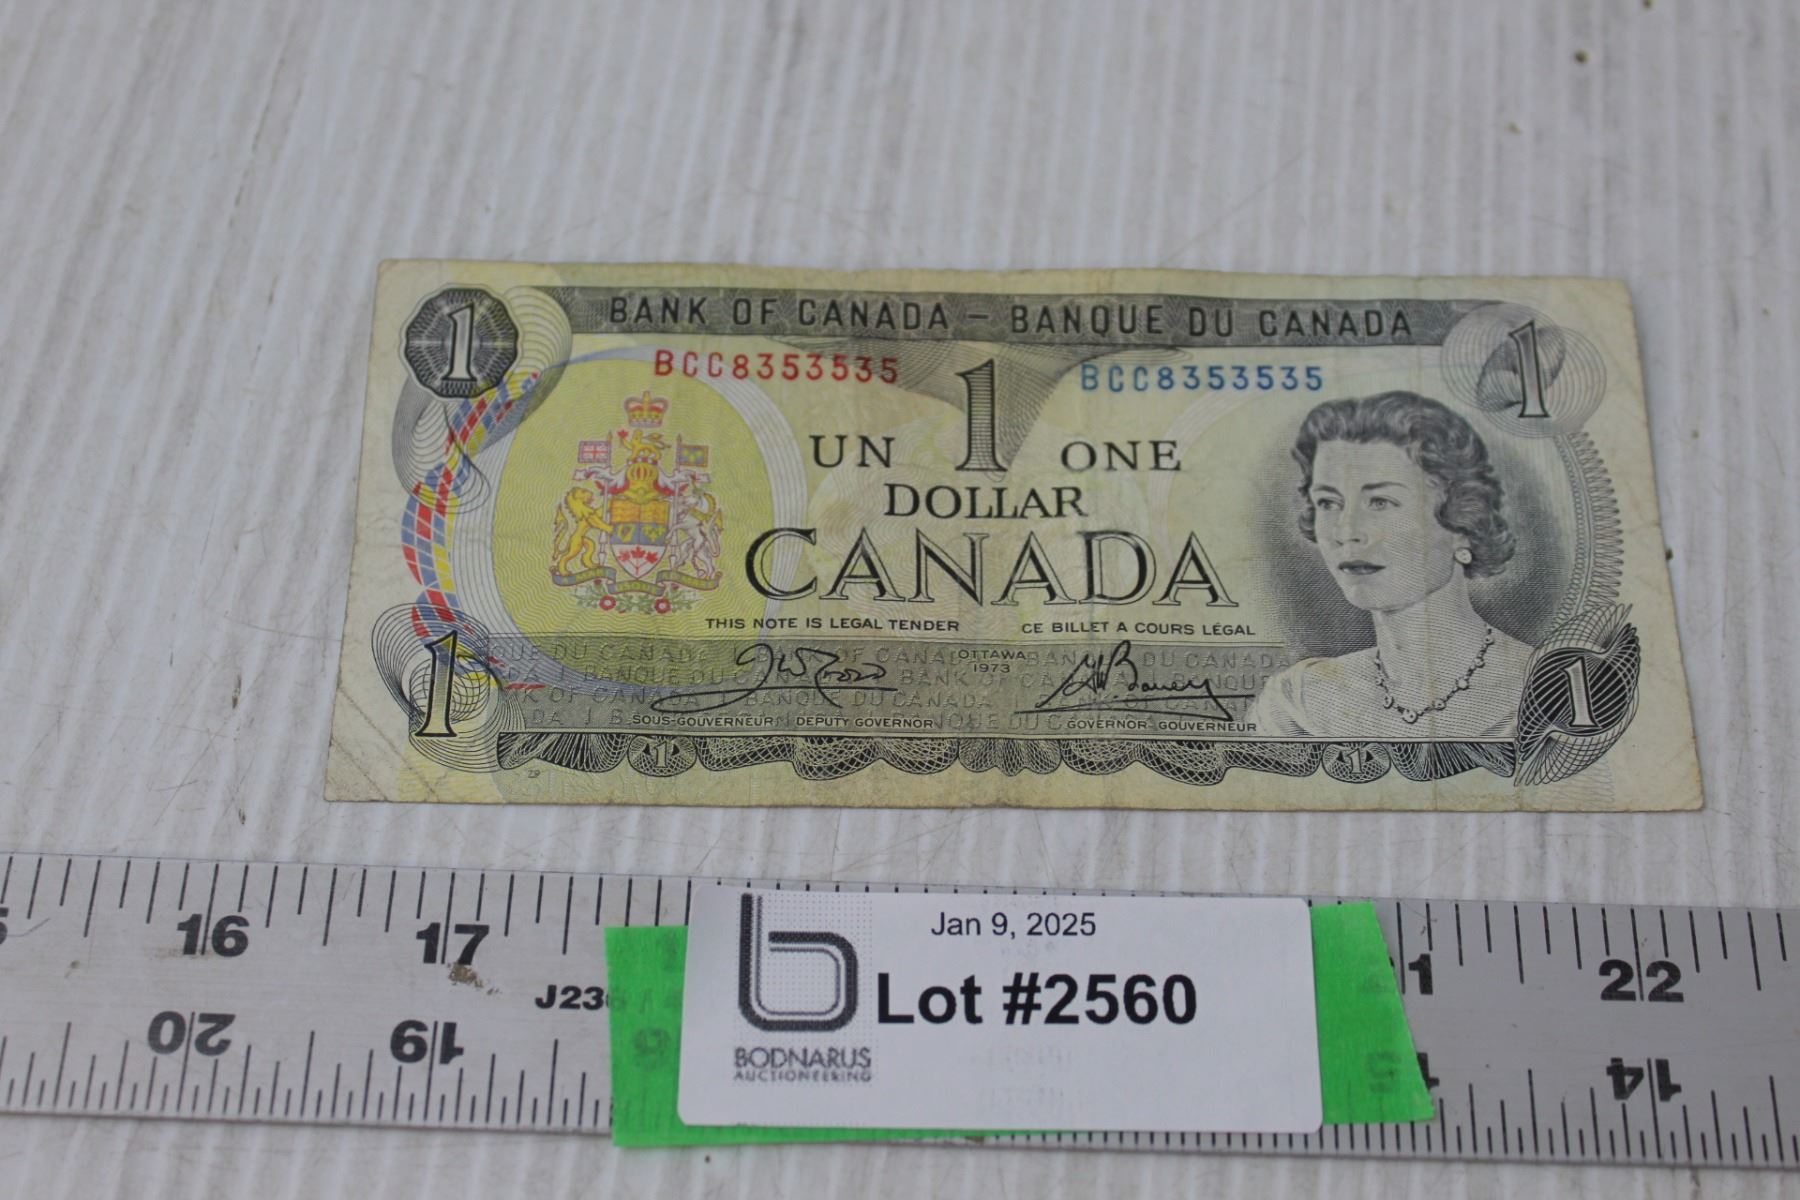 1 BANK OF CANADA – BANQUE DU CANADA 1
BCC8353535 BCC8353535
UN 1 ONE
DOLLAR
CANADA
THIS NOTE IS LEGAL TENDER CE BILLET A COURS LÉGAL
OTTAWA
1973
SOUS-GOUVERNEUR DEPUTY GOVERNOR GOVERNOR-GOUVERNEUR
1 1
1 1
16 17 22
J23
20 19 14
Jan 9, 2025
Lot #2560
BODNARUS
AUCTIONEERING